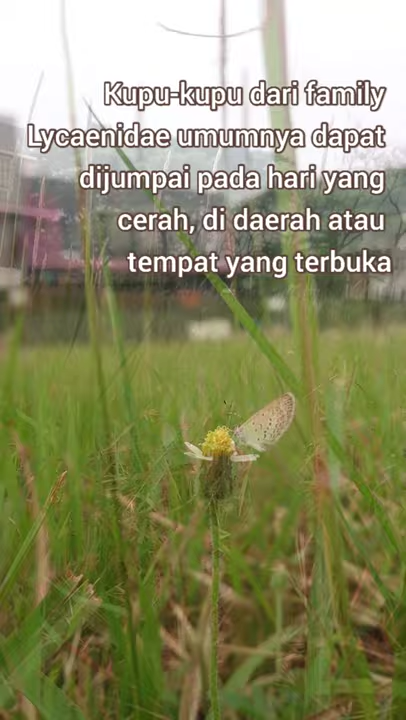 Kupu-kupu dari family
Lycaenidae umumnya dapat
dijumpai pada hari yang
cerah, di daerah atau
tempat yang terbuka